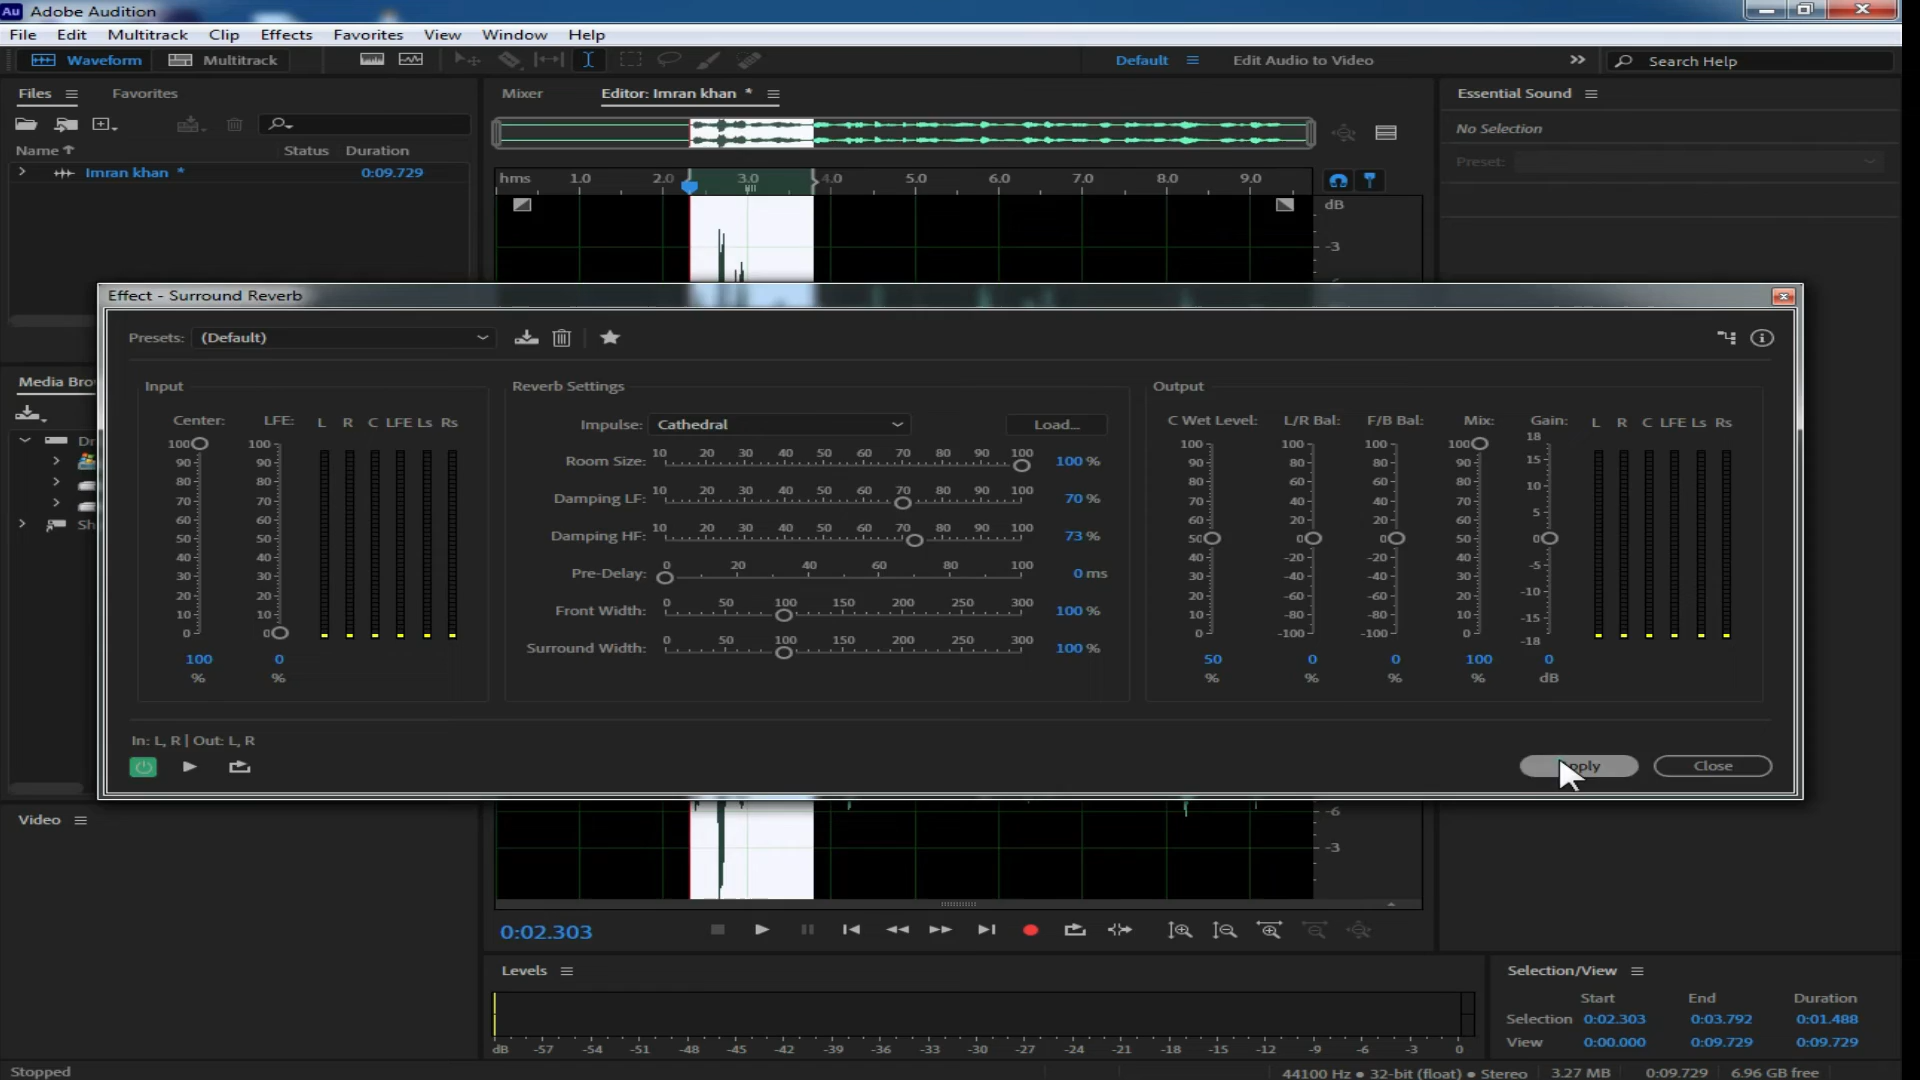 Au Adobe Audition
File Edit Multitrack Clip Effects Favorites View Window Help
Waveform Multitrack Default Edit Audio to Video Search Help
Files Favorites Mixer Editor: Imran khan * Essential Sound
No Selection
Name Status Duration
Preset:
Imran khan * 0:09.729
hms 1.0 2.0 3.0 4.0 5.0 6.0 7.0 8.0 9.0
dB
-3
Effect - Surround Reverb
Presets: (Default)
Media Bro
Input Reverb Settings Output
Center: LFE: L R C LFE Ls Rs
Impulse: Cathedral Load...
C Wet Level: L/R Bal: F/B Bal: Mix: Gain: L R C LFE Ls Rs
Room Size: 10 20 30 40 50 60 70 80 90 100 100 %
Damping LF: 10 20 30 40 50 60 70 80 90 100 70 %
Damping HF: 10 20 30 40 50 60 70 80 90 100 73 %
Pre-Delay: 0 20 40 60 80 100 0 ms
Front Width: 0 50 100 150 200 250 300 100 %
Surround Width: 0 50 100 150 200 250 300 100 %
100 90 80 70 60 50 40 30 20 10 0
100 90 80 70 60 50 40 30 20 10 0
100 90 80 70 60 50 40 30 20 10 0
100 80 60 40 20 0 -20 -40 -60 -80 -100
100 80 60 40 20 0 -20 -40 -60 -80 -100
100 90 80 70 60 50 40 30 20 10 0
18 15 10 5 0 -5 -10 -15 -18
100 0 50 0 0 100 0
% % % % % % dB
Dr
Sh
In: L, R | Out: L, R
Close
Video
-6
-3
0:02.303
Levels
Selection/View
Start End Duration
Selection 0:02.303 0:03.792 0:01.488
View 0:00.000 0:09.729 0:09.729
dB -57 -54 -51 -48 -45 -42 -39 -36 -33 -30 -27 -24 -21 -18 -15 -12 -9 -6 -3 0
Stopped
44100 Hz ● 32-bit (float) ● Stereo 3.27 MB 0:09.729 6.96 GB free